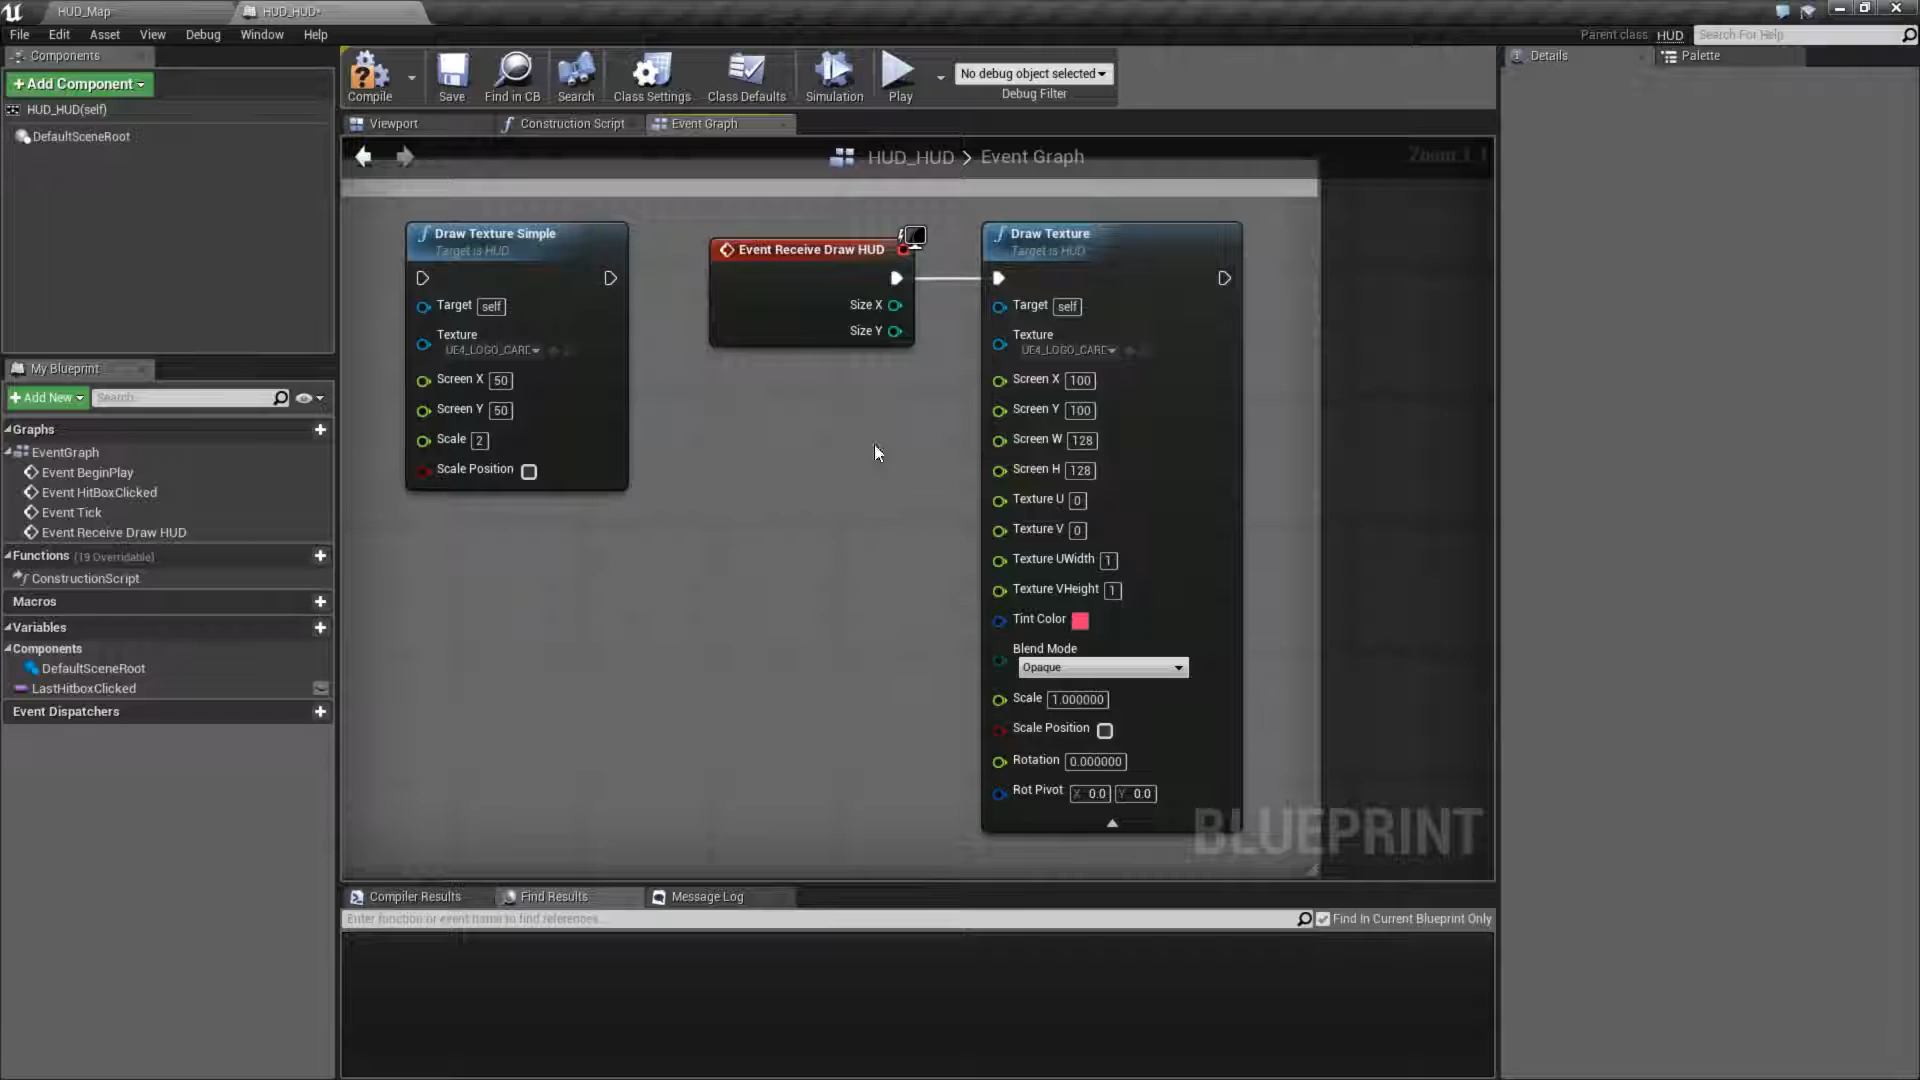 HUD_Map
HUD_HUD*
File Edit Asset View Debug Window Help
Parent class: HUD
Search For Help
Components
Add Component
HUD_HUD(self)
DefaultSceneRoot
Compile
Save
Find in CB
Search
Class Settings
Class Defaults
Simulation
Play
No debug object selected
Debug Filter
Details
Palette
Viewport
Construction Script
Event Graph
HUD_HUD > Event Graph
Zoom 1:1
My Blueprint
Add New
Search
Graphs
EventGraph
Event BeginPlay
Event HitBoxClicked
Event Tick
Event Receive Draw HUD
Functions (19 Overridable)
ConstructionScript
Macros
Variables
Components
DefaultSceneRoot
LastHitboxClicked
Event Dispatchers
Draw Texture Simple
Target is HUD
Target self
Texture
UE4_LOGO_CARE
Screen X 50
Screen Y 50
Scale 2
Scale Position
Event Receive Draw HUD
Size X
Size Y
Draw Texture
Target is HUD
Target self
Texture
UE4_LOGO_CARE
Screen X 100
Screen Y 100
Screen W 128
Screen H 128
Texture U 0
Texture V 0
Texture UWidth 1
Texture VHeight 1
Tint Color
Blend Mode
Opaque
Scale 1.000000
Scale Position
Rotation 0.000000
Rot Pivot X 0.0 Y 0.0
BLUEPRINT
Compiler Results
Find Results
Message Log
Enter function or event name to find references...
Find In Current Blueprint Only